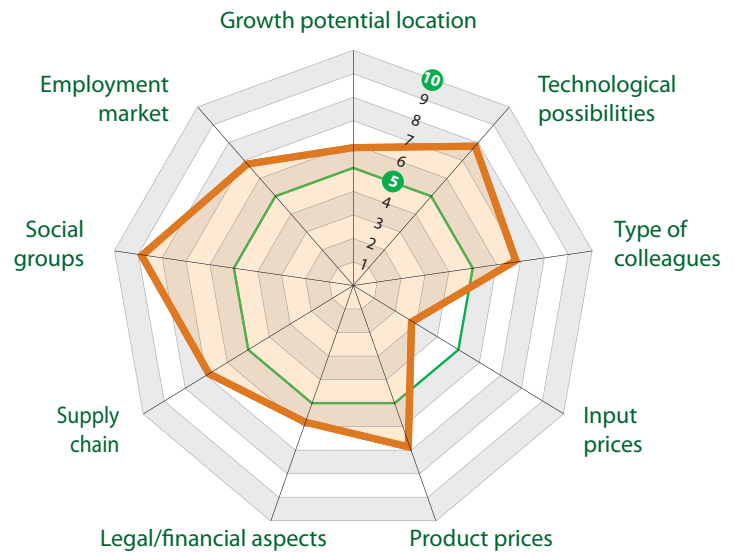 Growth potential location
Employment
market
10
9
8
7
6
5
4
3
2
1
Technological
possibilities
Social
groups
Type of
colleagues
Supply
chain
Input
prices
Legal/financial aspects
Product prices